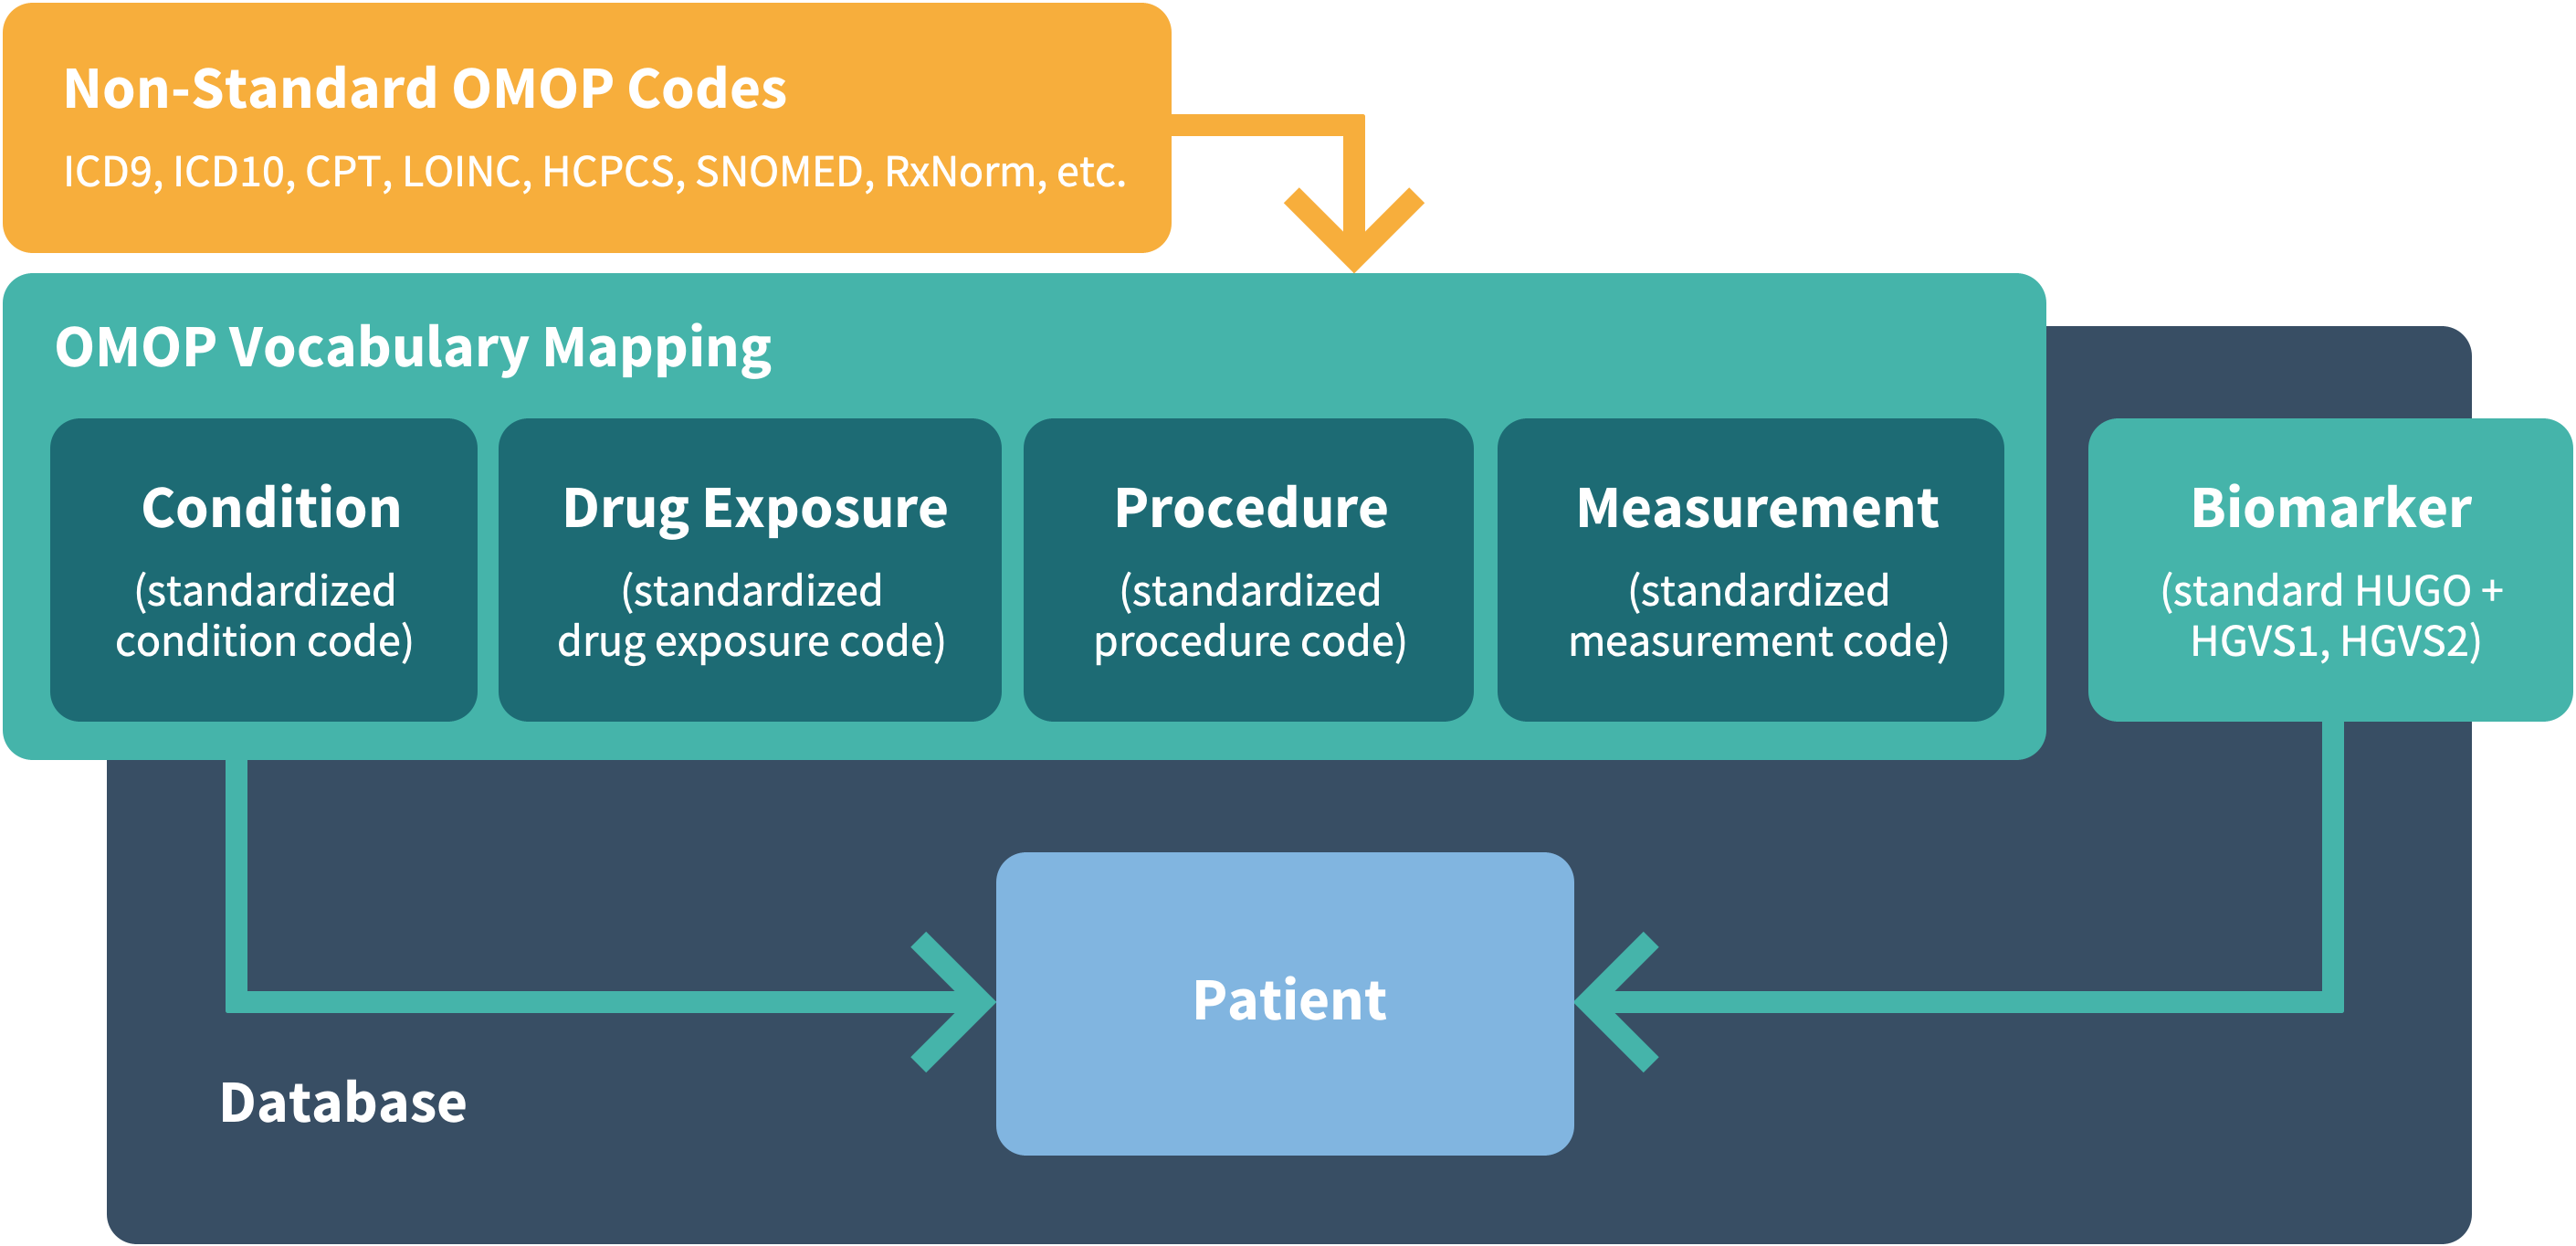 Non-Standard OMOP Codes
ICD9, ICD10, CPT, LOINC, HCPCS, SNOMED, RxNorm, etc.
OMOP Vocabulary Mapping
Condition
(standardized
condition code)
Drug Exposure
(standardized
drug exposure code)
Procedure
(standardized
procedure code)
Measurement
(standardized
measurement code)
Biomarker
(standard HUGO +
HGVS1, HGVS2)
Patient
Database